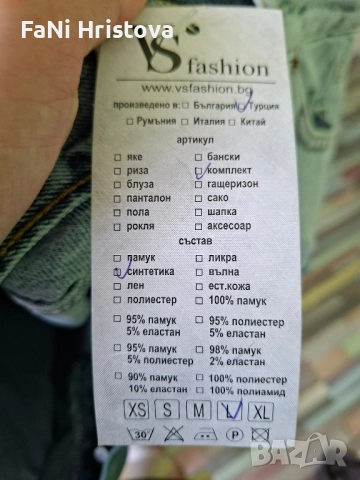 FaNi Hristova
VS fashion
www.vsfashion.bg
произведено в: България Турция
Румъния Италия Китай
артикул
яке бански
риза комплект
блуза гащеризон
панталон сако
пола шапка
рокля аксесоар
състав
памук ликра
синтетика вълна
лен ест.кожа
полиестер 100% памук
95% памук 95% полиестер
5% еластан 5% еластан
95% памук 98% памук
5% полиестер 2% еластан
90% памук 100% полиестер
10% еластан 100% полиамид
XS S M L XL
30 P
bazar